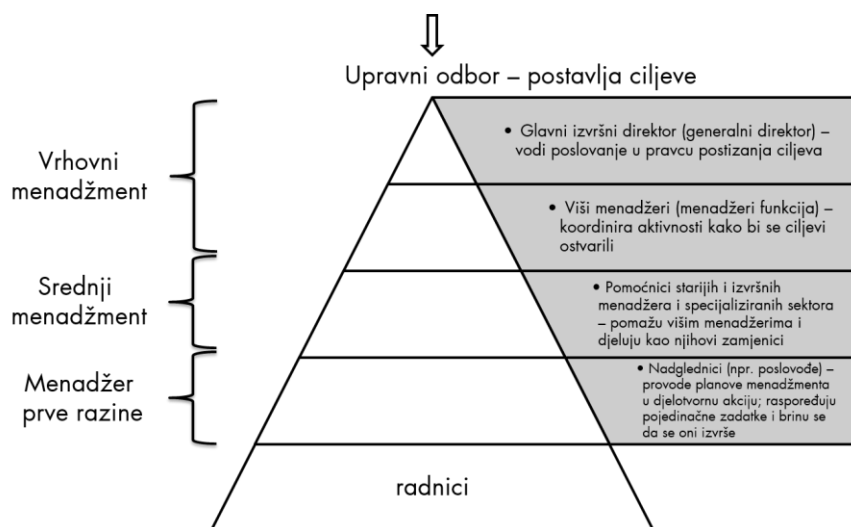 Upravni odbor – postavlja ciljeve
Vrhovni
menadžment
• Glavni izvršni direktor (generalni direktor) –
vodi poslovanje u pravcu postizanja ciljeva
• Viši menadžeri (menadžeri funkcija) –
koordinira aktivnosti kako bi se ciljevi
ostvarili
Srednji
menadžment
• Pomoćnici starijih i izvršnih
menadžera i specijaliziranih sektora
– pomažu višim menadžerima i
djeluju kao njihovi zamjenici
Menadžer
prve razine
• Nadglednici (npr. poslovođe) –
provode planove menadžmenta
u djelotvornu akciju; raspoređuju
pojedinačne zadatke i brinu se
da se oni izvrše
radnici